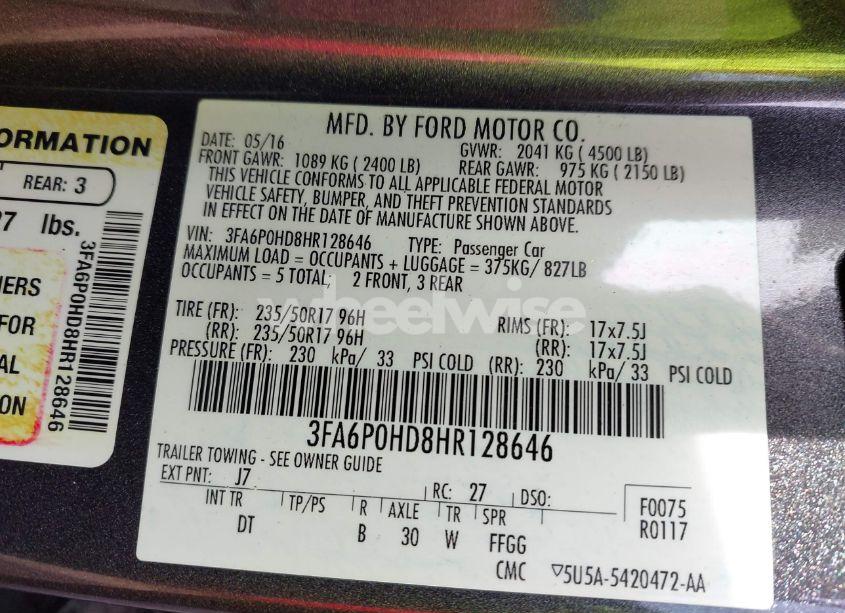 ORMATION
REAR: 3
27 lbs.
3FA6P0HD8HR128646
NERS
FOR
AL
ON
MFD. BY FORD MOTOR CO.
DATE: 05/16 GVWR: 2041 KG ( 4500 LB)
FRONT GAWR: 1089 KG ( 2400 LB) REAR GAWR: 975 KG ( 2150 LB)
THIS VEHICLE CONFORMS TO ALL APPLICABLE FEDERAL MOTOR
VEHICLE SAFETY, BUMPER, AND THEFT PREVENTION STANDARDS
IN EFFECT ON THE DATE OF MANUFACTURE SHOWN ABOVE.
VIN: 3FA6P0HD8HR128646 TYPE: Passenger Car
MAXIMUM LOAD = OCCUPANTS + LUGGAGE = 375KG/ 827LB
OCCUPANTS = 5 TOTAL; 2 FRONT, 3 REAR
wheelwise
TIRE (FR): 235/50R17 96H RIMS (FR): 17x7.5J
(RR): 235/50R17 96H (RR): 17x7.5J
PRESSURE (FR): 230 kPa/ 33 PSI COLD (RR): 230 kPa/ 33 PSI COLD
3FA6P0HD8HR128646
TRAILER TOWING - SEE OWNER GUIDE
EXT PNT: J7 RC: 27 DSO: F0075
R0117
INT TR TP/PS R AXLE TR SPR
DT B 30 W FFGG
CMC ▽5U5A-5420472-AA